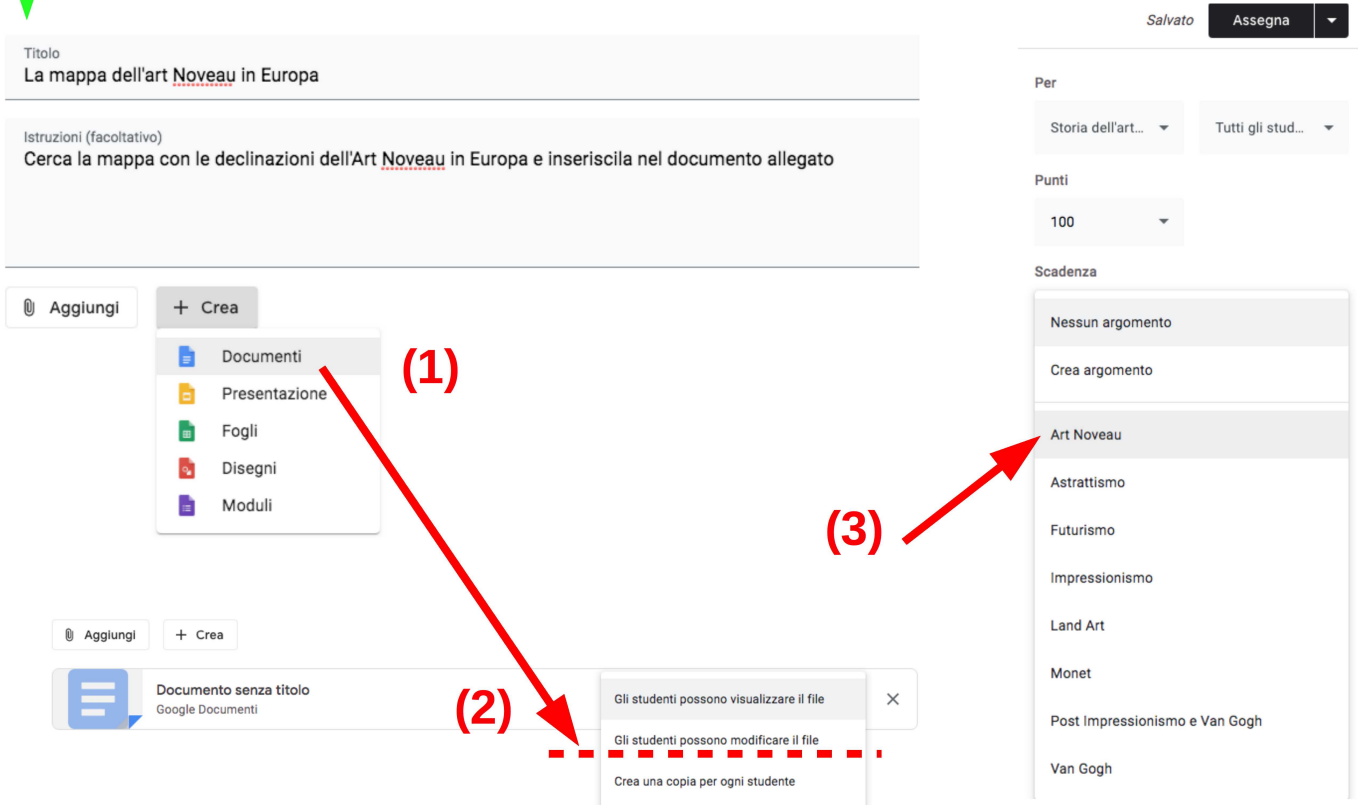 Salvato
Assegna
Titolo
La mappa dell'art Noveau in Europa
Istruzioni (facoltativo)
Cerca la mappa con le declinazioni dell'Art Noveau in Europa e inseriscila nel documento allegato
Aggiungi
+ Crea
Documenti
Presentazione
Fogli
Disegni
Moduli
(1)
Aggiungi
+ Crea
Documento senza titolo
Google Documenti
(2)
Gli studenti possono visualizzare il file
Gli studenti possono modificare il file
Crea una copia per ogni studente
Per
Storia dell'art...
Tutti gli stud...
Punti
100
Scadenza
Nessun argomento
Crea argomento
(3)
Art Noveau
Astrattismo
Futurismo
Impressionismo
Land Art
Monet
Post Impressionismo e Van Gogh
Van Gogh